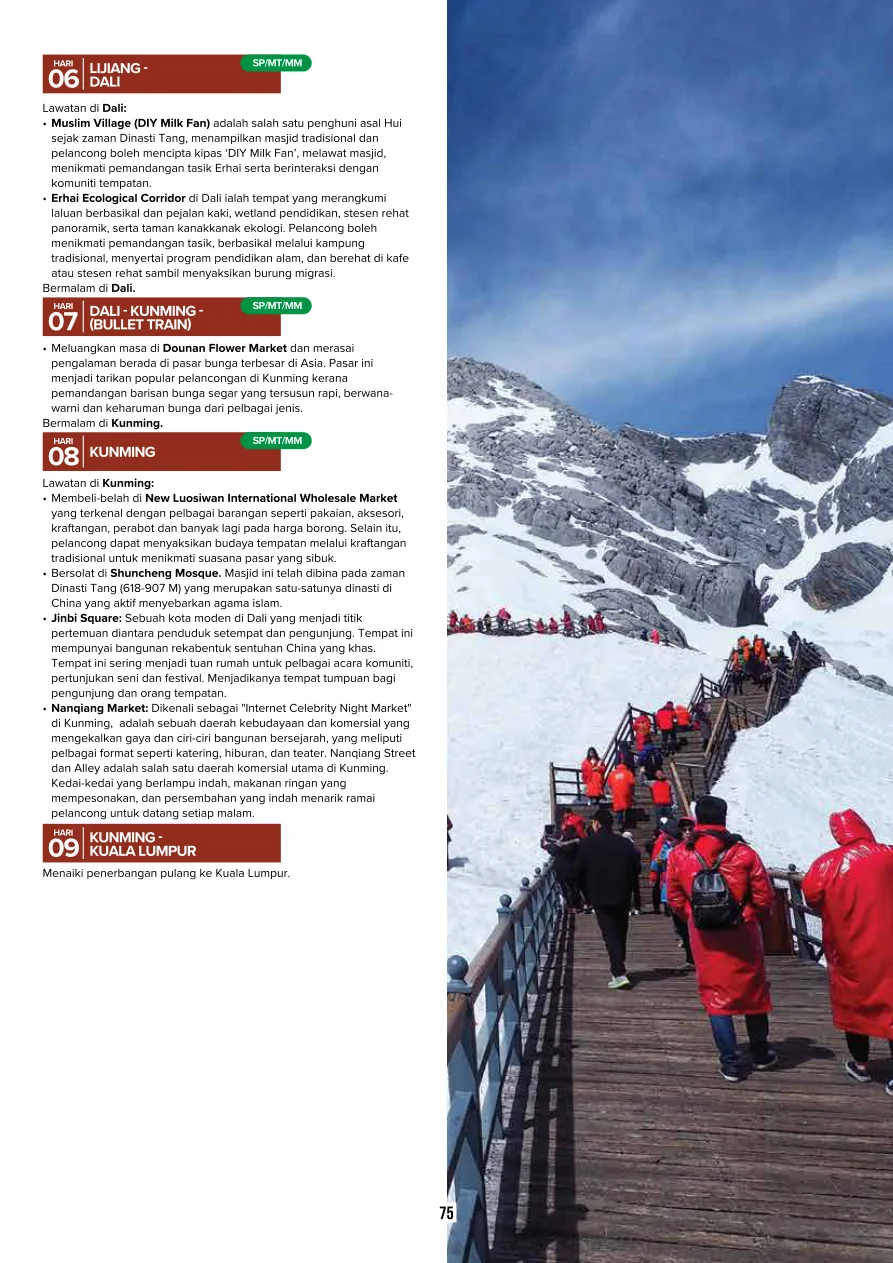 HARI
06
LIJIANG -
DALI
SP/MT/MM
Lawatan di Dali:
• Muslim Village (DIY Milk Fan) adalah salah satu penghuni asal Hui
sejak zaman Dinasti Tang, menampilkan masjid tradisional dan
pelancong boleh mencipta kipas ‘DIY Milk Fan’, melawat masjid,
menikmati pemandangan tasik Erhai serta berinteraksi dengan
komuniti tempatan.
• Erhai Ecological Corridor di Dali ialah tempat yang merangkumi
laluan berbasikal dan pejalan kaki, wetland pendidikan, stesen rehat
panoramik, serta taman kanakkanak ekologi. Pelancong boleh
menikmati pemandangan tasik, berbasikal melalui kampung
tradisional, menyertai program pendidikan alam, dan berehat di kafe
atau stesen rehat sambil menyaksikan burung migrasi.
Bermalam di Dali.
HARI
07
DALI - KUNMING -
(BULLET TRAIN)
SP/MT/MM
• Meluangkan masa di Dounan Flower Market dan merasai
pengalaman berada di pasar bunga terbesar di Asia. Pasar ini
menjadi tarikan popular pelancongan di Kunming kerana
pemandangan barisan bunga segar yang tersusun rapi, berwana-
warni dan keharuman bunga dari pelbagai jenis.
Bermalam di Kunming.
HARI
08
KUNMING
SP/MT/MM
Lawatan di Kunming:
• Membeli-belah di New Luosiwan International Wholesale Market
yang terkenal dengan pelbagai barangan seperti pakaian, aksesori,
kraftangan, perabot dan banyak lagi pada harga borong. Selain itu,
pelancong dapat menyaksikan budaya tempatan melalui kraftangan
tradisional untuk menikmati suasana pasar yang sibuk.
• Bersolat di Shuncheng Mosque. Masjid ini telah dibina pada zaman
Dinasti Tang (618-907 M) yang merupakan satu-satunya dinasti di
China yang aktif menyebarkan agama islam.
• Jinbi Square: Sebuah kota moden di Dali yang menjadi titik
pertemuan diantara penduduk setempat dan pengunjung. Tempat ini
mempunyai bangunan rekabentuk sentuhan China yang khas.
Tempat ini sering menjadi tuan rumah untuk pelbagai acara komuniti,
pertunjukan seni dan festival. Menjadikanya tempat tumpuan bagi
pengunjung dan orang tempatan.
• Nanqiang Market: Dikenali sebagai "Internet Celebrity Night Market"
di Kunming, adalah sebuah daerah kebudayaan dan komersial yang
mengekalkan gaya dan ciri-ciri bangunan bersejarah, yang meliputi
pelbagai format seperti katering, hiburan, dan teater. Nanqiang Street
dan Alley adalah salah satu daerah komersial utama di Kunming.
Kedai-kedai yang berlampu indah, makanan ringan yang
mempesonakan, dan persembahan yang indah menarik ramai
pelancong untuk datang setiap malam.
HARI
09
KUNMING -
KUALA LUMPUR
Menaiki penerbangan pulang ke Kuala Lumpur.
75